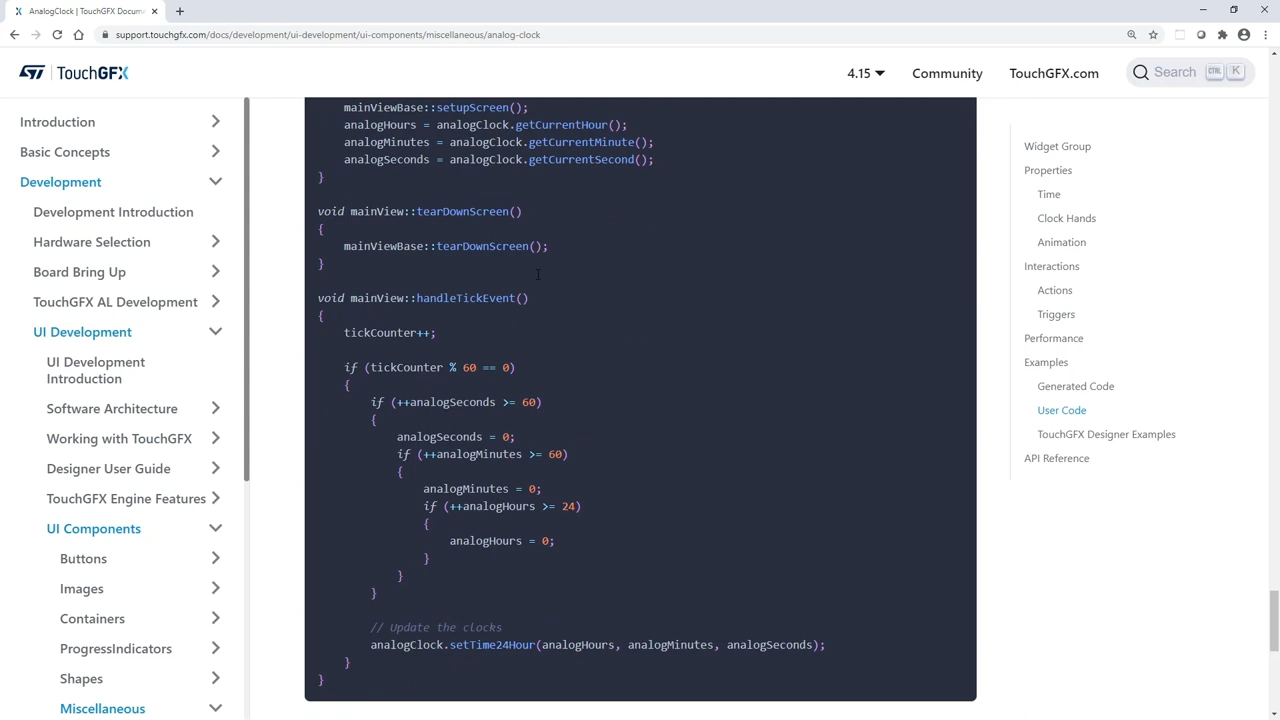 AnalogClock | TouchGFX Docum
support.touchgfx.com/docs/development/ui-development/ui-components/miscellaneous/analog-clock
ST TouchGFX
4.15
Community
TouchGFX.com
Search CTRL K
Introduction
Basic Concepts
Development
Development Introduction
Hardware Selection
Board Bring Up
TouchGFX AL Development
UI Development
UI Development
Introduction
Software Architecture
Working with TouchGFX
Designer User Guide
TouchGFX Engine Features
UI Components
Buttons
Images
Containers
ProgressIndicators
Shapes
Miscellaneous
mainViewBase::setupScreen();
analogHours = analogClock.getCurrentHour();
analogMinutes = analogClock.getCurrentMinute();
analogSeconds = analogClock.getCurrentSecond();
}
void mainView::tearDownScreen()
{
mainViewBase::tearDownScreen();
}
void mainView::handleTickEvent()
{
tickCounter++;
if (tickCounter % 60 == 0)
{
if (++analogSeconds >= 60)
{
analogSeconds = 0;
if (++analogMinutes >= 60)
{
analogMinutes = 0;
if (++analogHours >= 24)
{
analogHours = 0;
}
}
}
// Update the clocks
analogClock.setTime24Hour(analogHours, analogMinutes, analogSeconds);
}
}
Widget Group
Properties
Time
Clock Hands
Animation
Interactions
Actions
Triggers
Performance
Examples
Generated Code
User Code
TouchGFX Designer Examples
API Reference